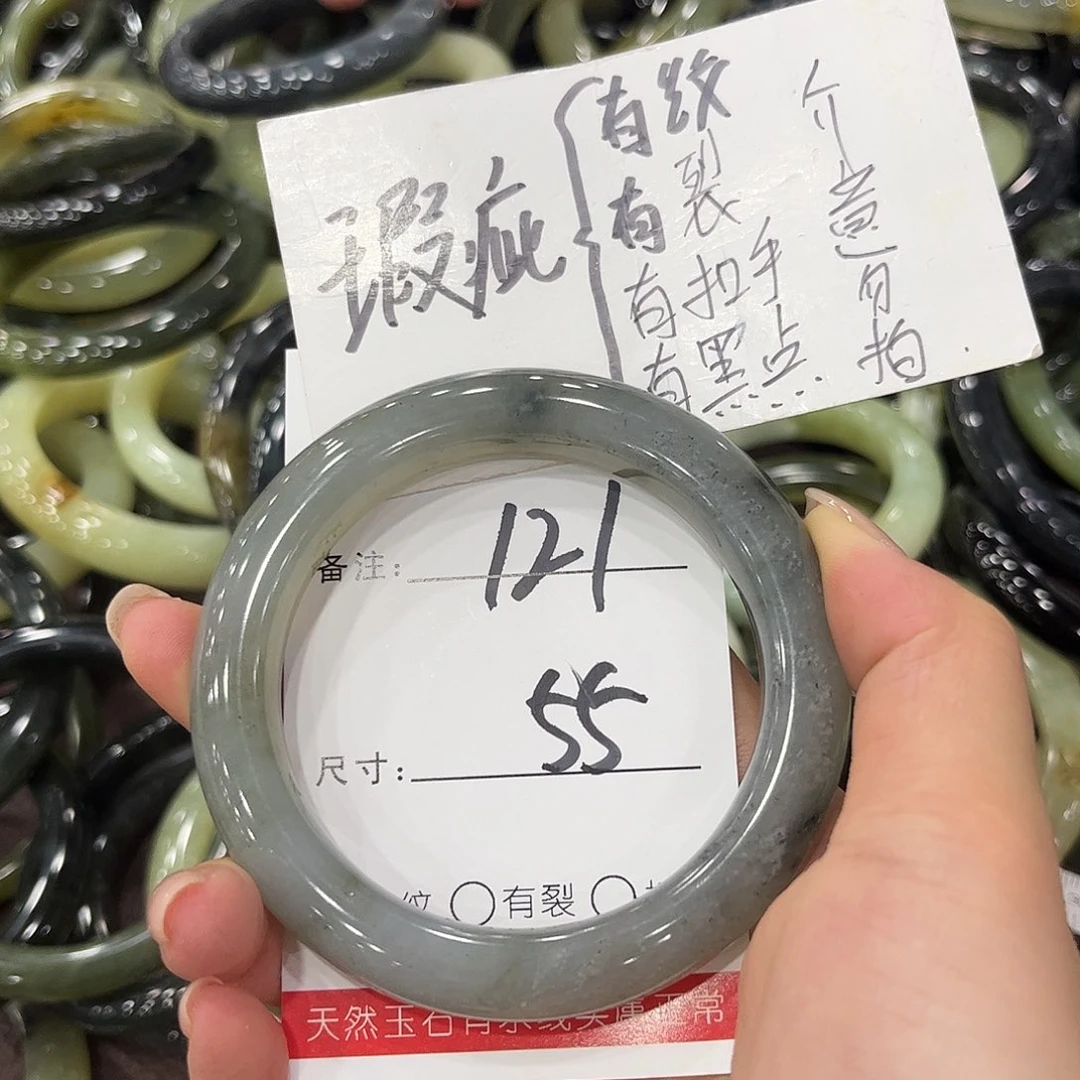 瑕疵
有纹
有裂
有扣手
有黑点
介意勿拍.
备注: 121
尺寸: 55
纹 ○有裂 ○
天然玉石有水线实属正常